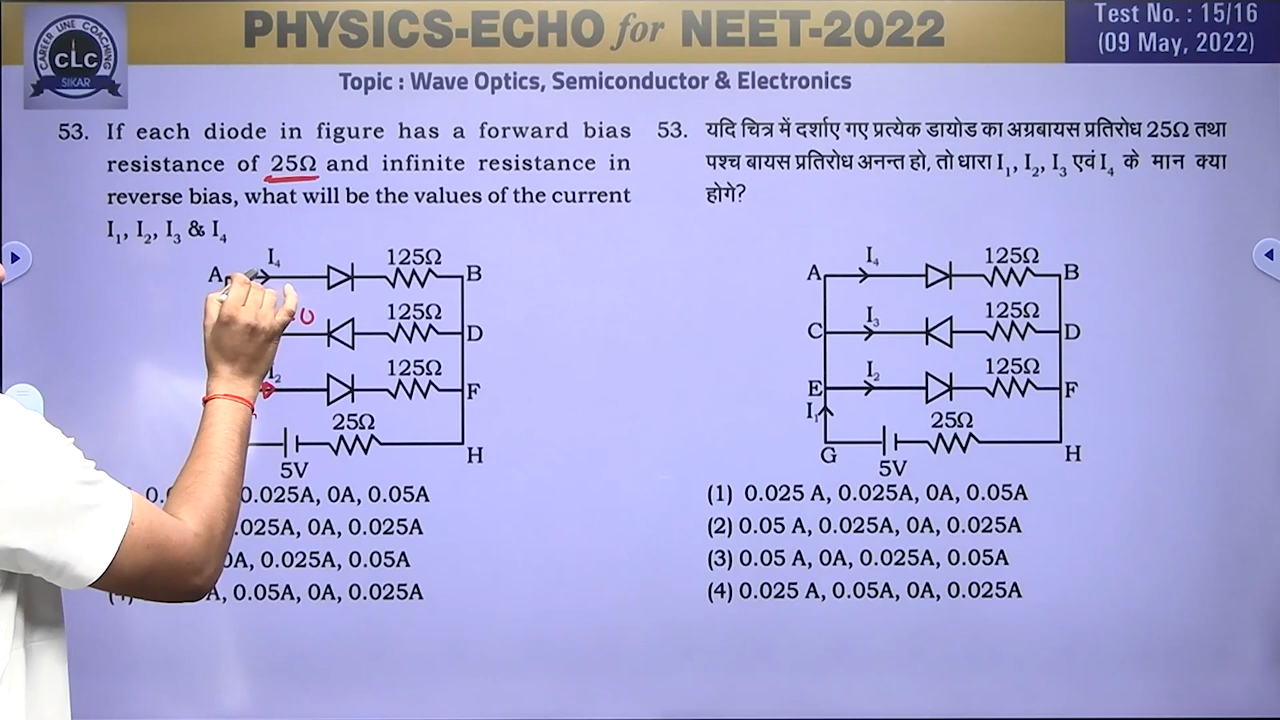 CAREER LINE COACHING
CLC
SIKAR
PHYSICS-ECHO for NEET-2022
Test No. : 15/16
(09 May, 2022)
Topic : Wave Optics, Semiconductor & Electronics
53. If each diode in figure has a forward bias
resistance of 25Ω and infinite resistance in
reverse bias, what will be the values of the current
I₁, I₂, I₃ & I₄
A I₄ 125Ω B
0 125Ω D
I₂ 125Ω F
25Ω
5V H
0.025A, 0A, 0.05A
.025A, 0A, 0.025A
0A, 0.025A, 0.05A
A, 0.05A, 0A, 0.025A
53. यदि चित्र में दर्शाए गए प्रत्येक डायोड का अग्रबायस प्रतिरोध 25Ω तथा
पश्च बायस प्रतिरोध अनन्त हो, तो धारा I₁, I₂, I₃ एवं I₄ के मान क्या
होगे?
A I₄ 125Ω B
C I₃ 125Ω D
E I₂ 125Ω F
I₁ 25Ω
G 5V H
(1) 0.025 A, 0.025A, 0A, 0.05A
(2) 0.05 A, 0.025A, 0A, 0.025A
(3) 0.05 A, 0A, 0.025A, 0.05A
(4) 0.025 A, 0.05A, 0A, 0.025A